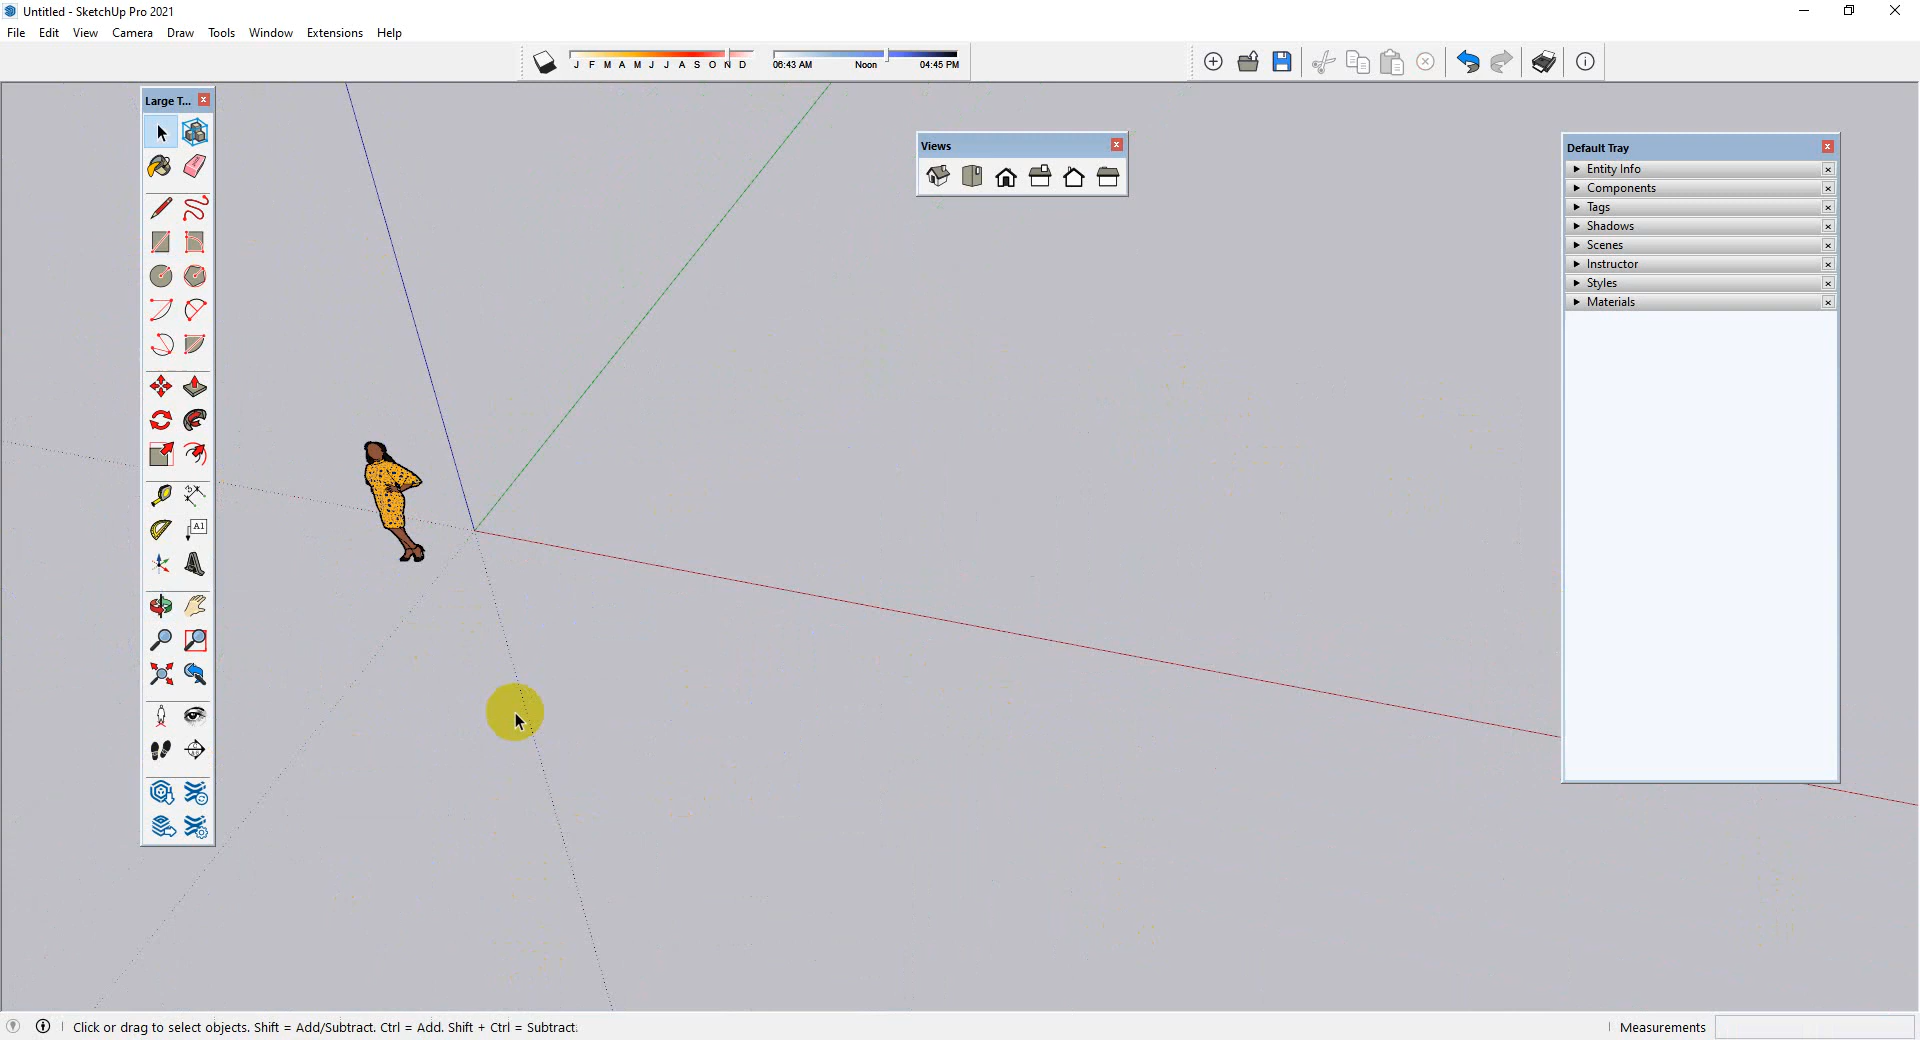 Untitled - SketchUp Pro 2021
File Edit View Camera Draw Tools Window Extensions Help
J F M A M J J A S O N D
06:43 AM Noon 04:45 PM
Large T...
Views
Default Tray
Entity Info
Components
Tags
Shadows
Scenes
Instructor
Styles
Materials
A1
Click or drag to select objects. Shift = Add/Subtract. Ctrl = Add. Shift + Ctrl = Subtract.
Measurements